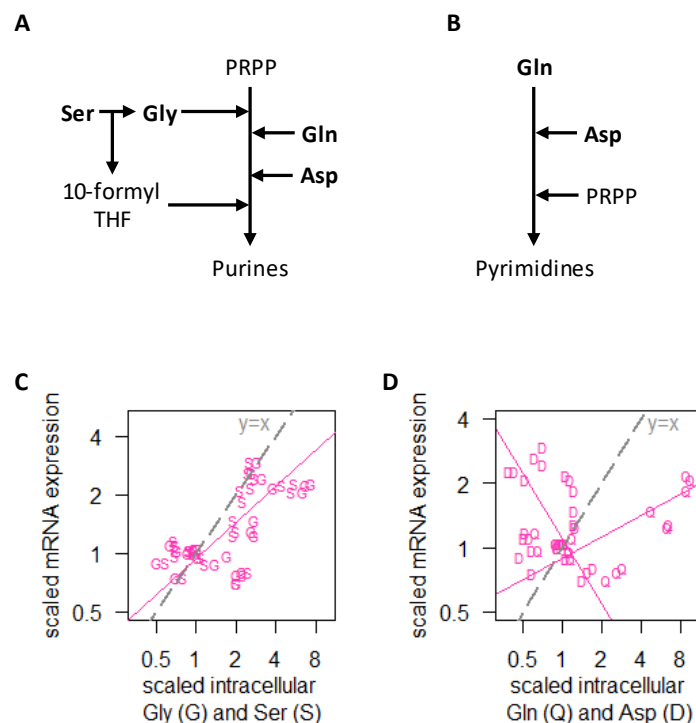 A
PRPP
Ser
Gly
Gln
Asp
10-formyl
THF
Purines
B
Gln
Asp
PRPP
Pyrimidines
C
scaled mRNA expression
4
2
1
0.5
y=x
0.5 1 2 4 8
scaled intracellular
Gly (G) and Ser (S)
D
scaled mRNA expression
4
2
1
0.5
y=x
0.5 1 2 4 8
scaled intracellular
Gln (Q) and Asp (D)